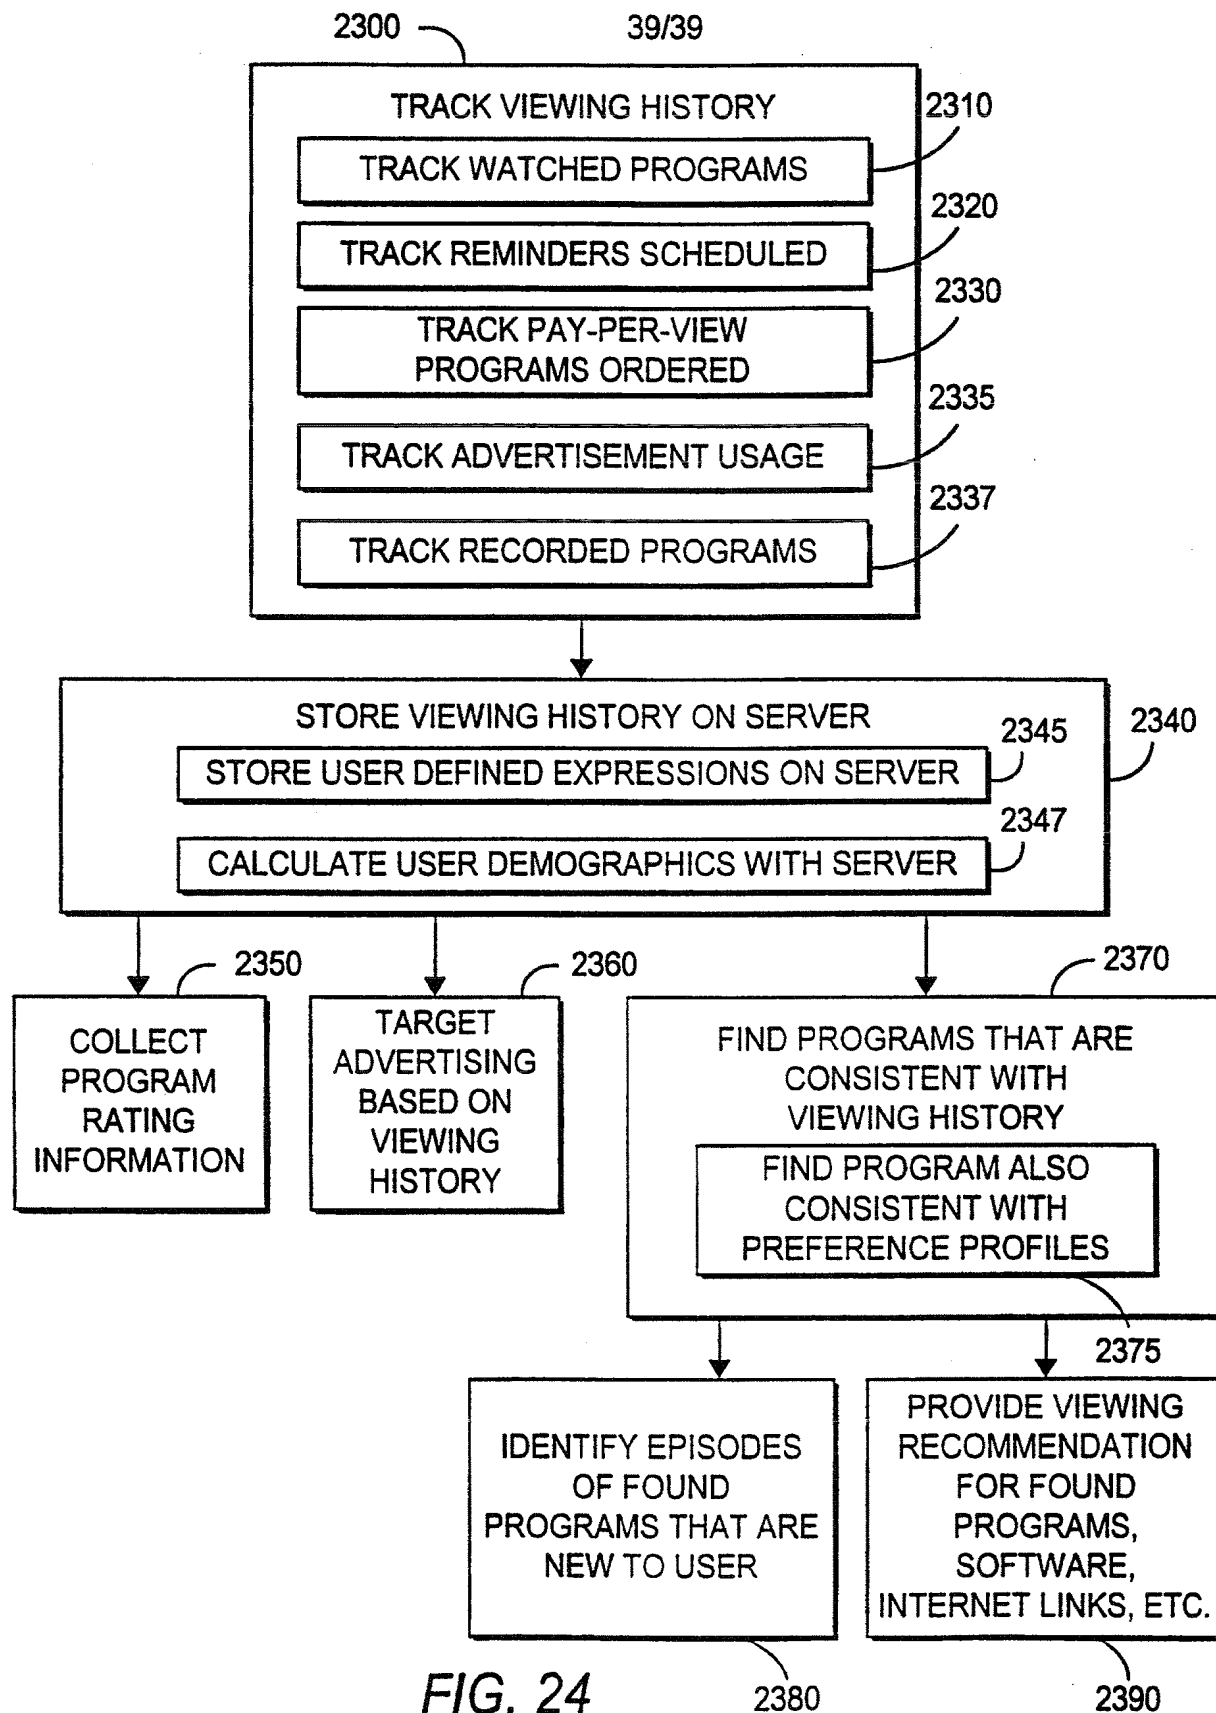 2300
39/39
TRACK VIEWING HISTORY
2310
TRACK WATCHED PROGRAMS
2320
TRACK REMINDERS SCHEDULED
2330
TRACK PAY-PER-VIEW
PROGRAMS ORDERED
2335
TRACK ADVERTISEMENT USAGE
2337
TRACK RECORDED PROGRAMS
STORE VIEWING HISTORY ON SERVER
2345
2340
STORE USER DEFINED EXPRESSIONS ON SERVER
2347
CALCULATE USER DEMOGRAPHICS WITH SERVER
2350
COLLECT
PROGRAM
RATING
INFORMATION
2360
TARGET
ADVERTISING
BASED ON
VIEWING
HISTORY
2370
FIND PROGRAMS THAT ARE
CONSISTENT WITH
VIEWING HISTORY
FIND PROGRAM ALSO
CONSISTENT WITH
PREFERENCE PROFILES
2375
IDENTIFY EPISODES
OF FOUND
PROGRAMS THAT ARE
NEW TO USER
2380
PROVIDE VIEWING
RECOMMENDATION
FOR FOUND
PROGRAMS,
SOFTWARE,
INTERNET LINKS, ETC.
2390
FIG. 24